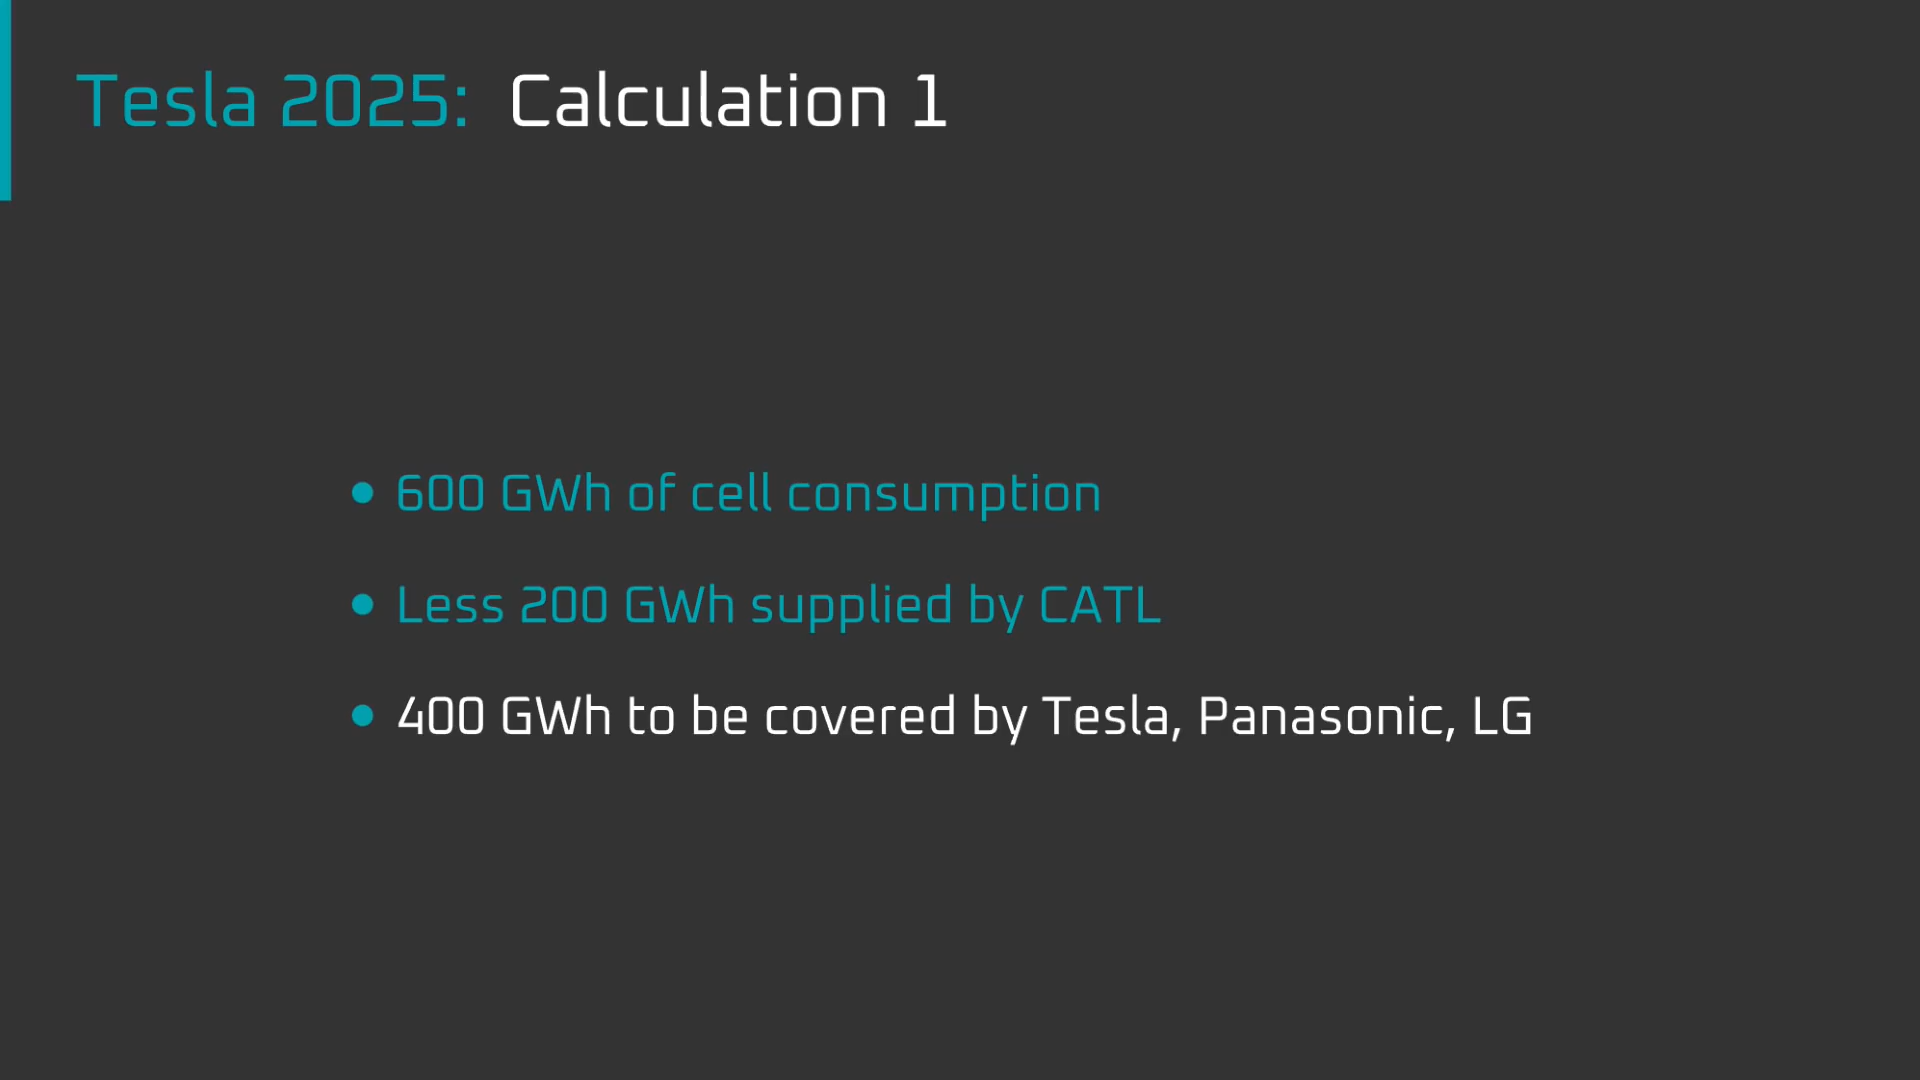 Tesla 2025: Calculation 1
• 600 GWh of cell consumption
• Less 200 GWh supplied by CATL
• 400 GWh to be covered by Tesla, Panasonic, LG